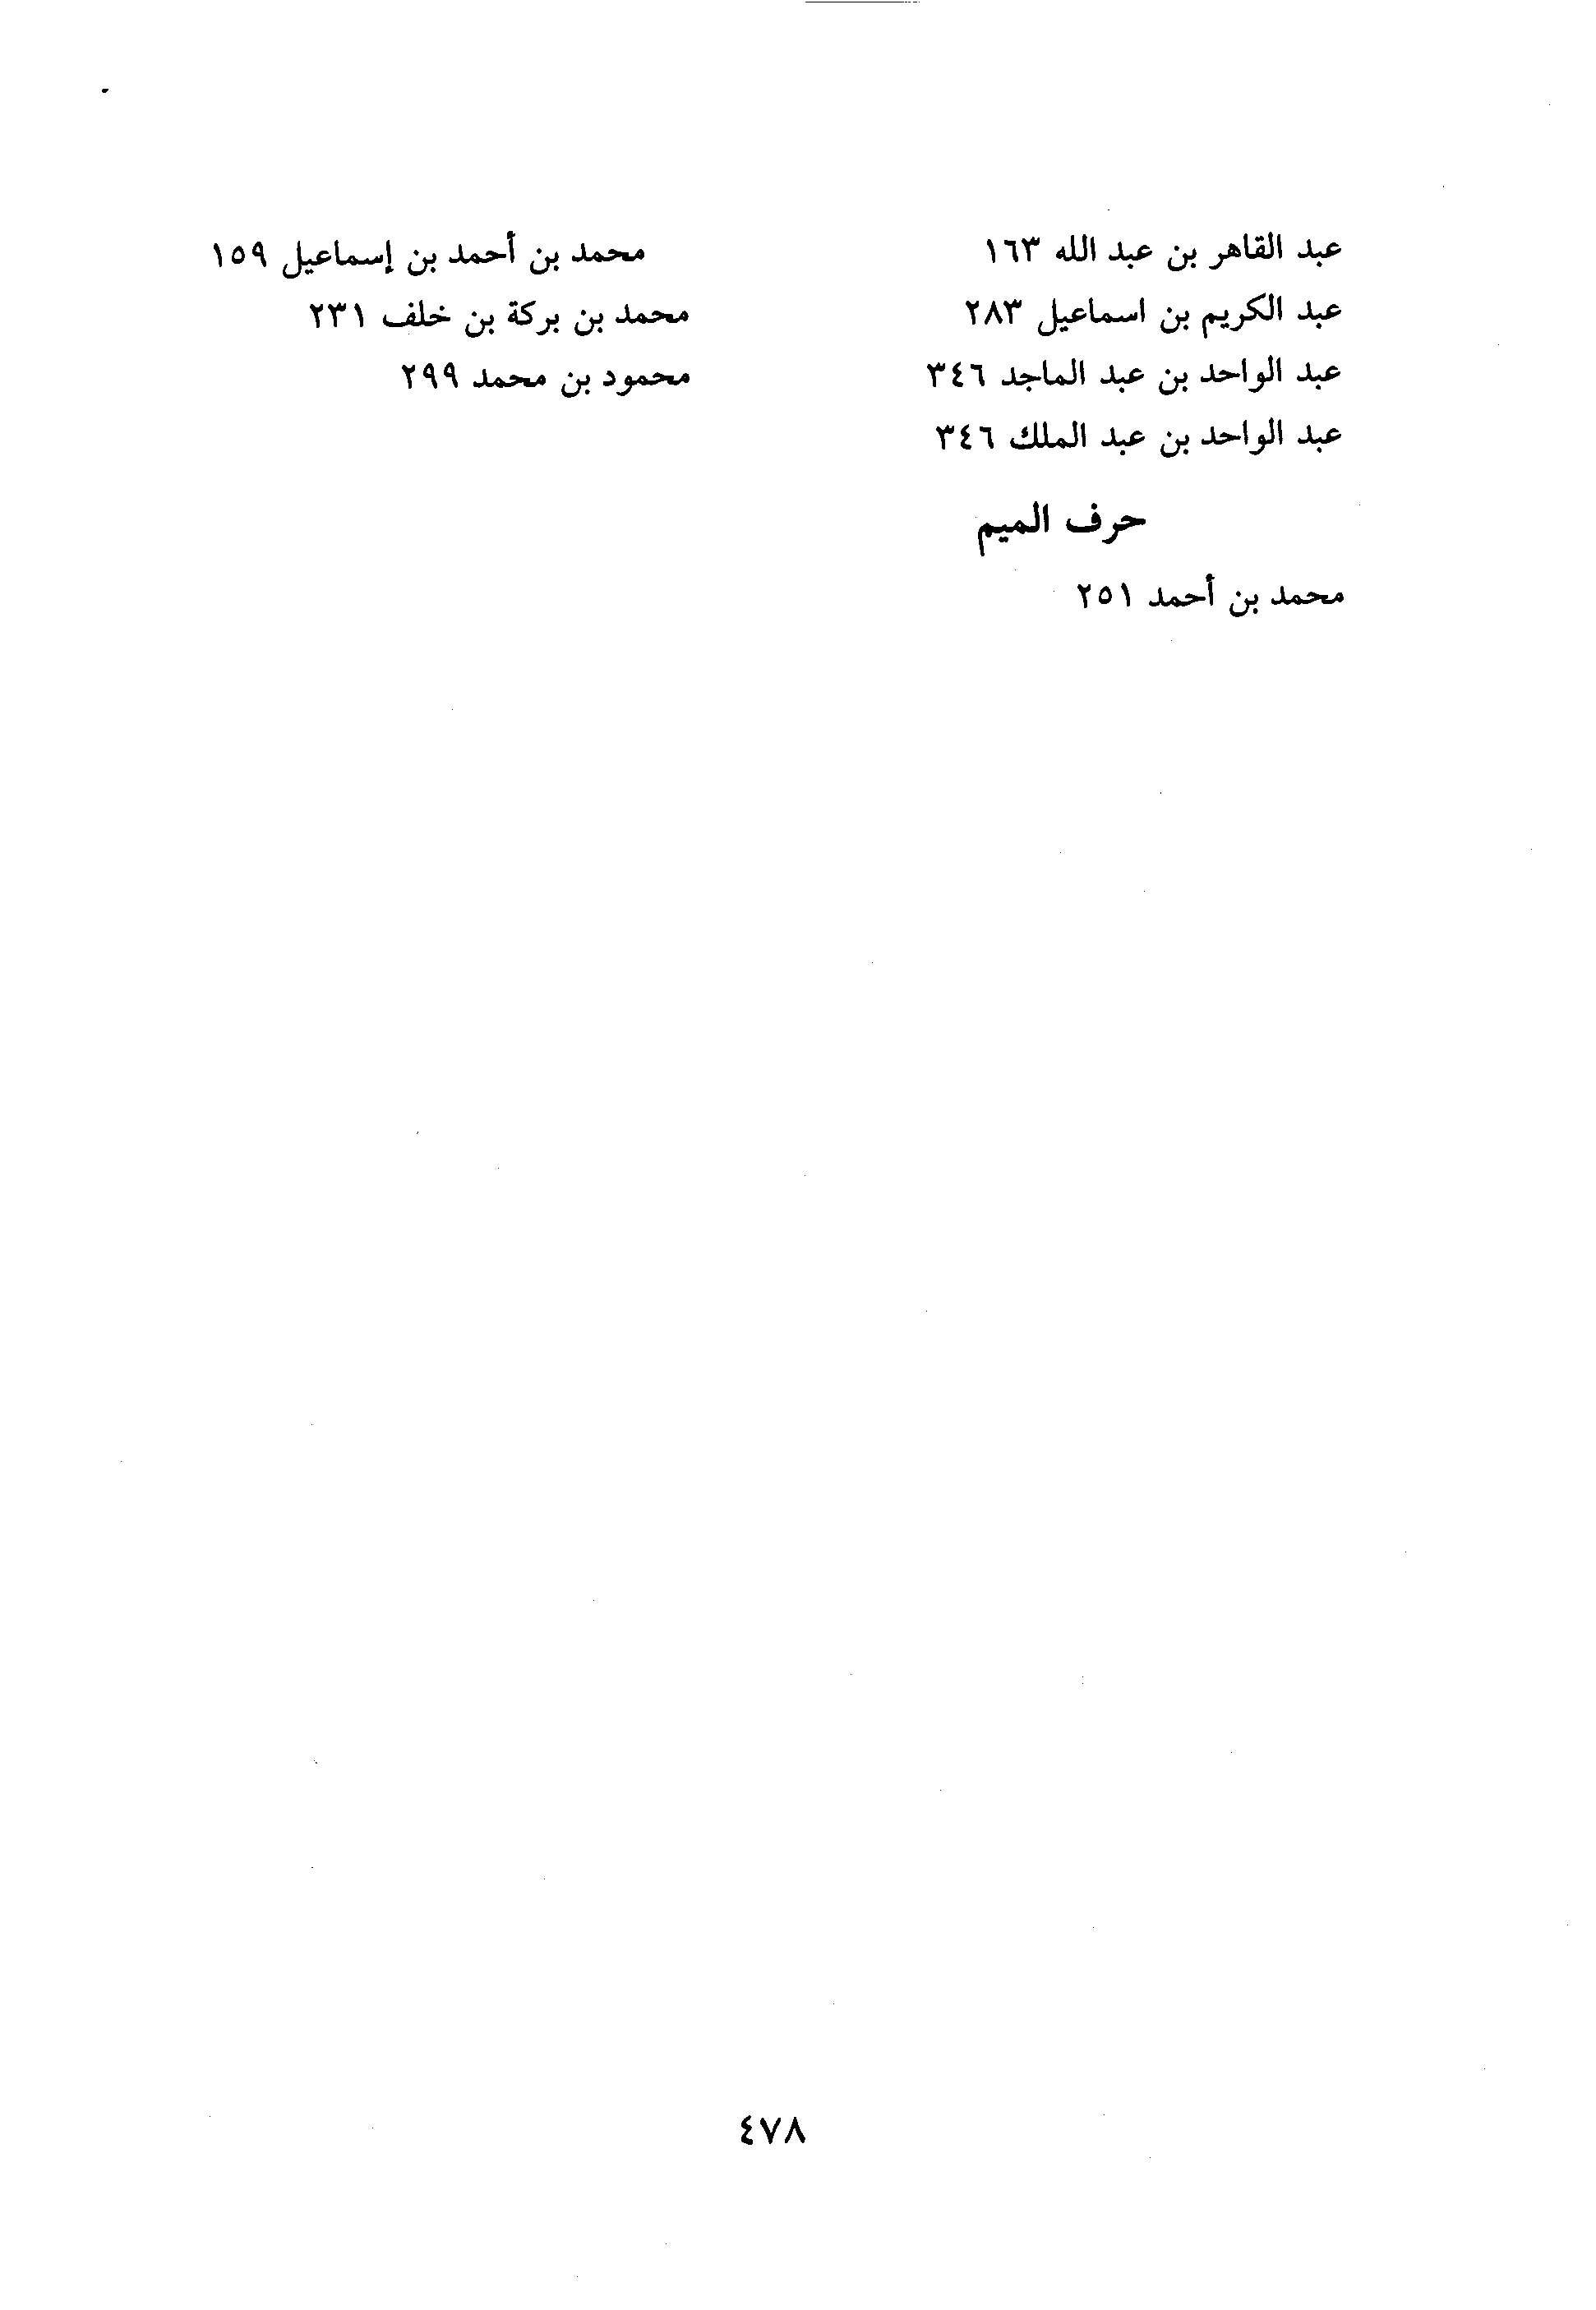 عبد القاهر بن عبد الله ١٦٣
عبد الكريم بن اسماعيل ٢٨٣
عبد الواحد بن عبد الماجد ٣٤٦
عبد الواحد بن عبد الملك ٣٤٦
حرف الميم
محمد بن أحمد ٢٥١
محمد بن أحمد بن إسماعيل ١٥٩
محمد بن بركة بن خلف ٢٣١
محمود بن محمد ٢٩٩
٤٧٨